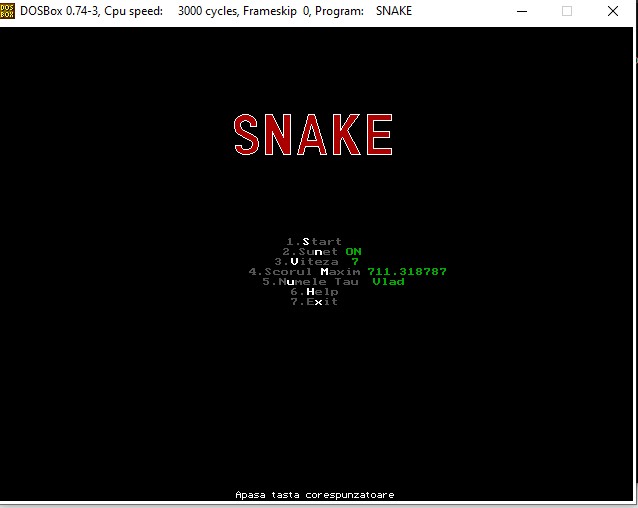 DOSBox 0.74-3, Cpu speed: 3000 cycles, Frameskip 0, Program: SNAKE
SNAKE
1.Start
2.Sunet ON
3.Viteza 7
4.Scorul Maxim 711.318787
5.Numele Tau Vlad
6.Help
7.Exit
Apasa tasta corespunzatoare